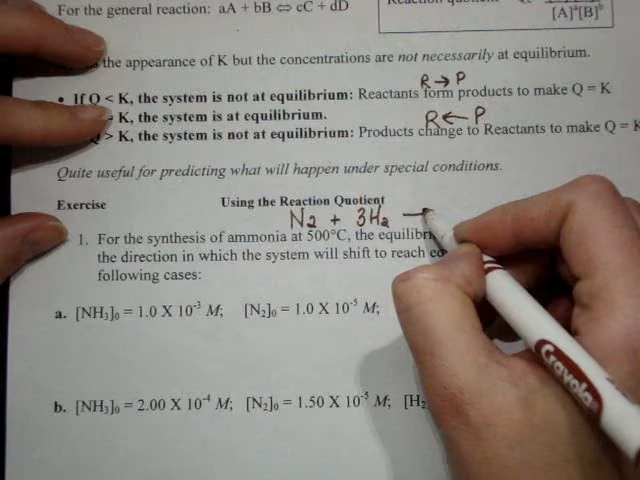 For the general reaction: aA + bB ⇔ cC + dD
[A]ᵃ[B]ᵇ
the appearance of K but the concentrations are not necessarily at equilibrium.
R → P
• If Q < K, the system is not at equilibrium: Reactants form products to make Q = K
K, the system is at equilibrium.
R ← P
> K, the system is not at equilibrium: Products change to Reactants to make Q = K
Quite useful for predicting what will happen under special conditions.
Exercise Using the Reaction Quotient
N₂ + 3H₂ →
1. For the synthesis of ammonia at 500°C, the
the direction in which the system will shift to reach
following cases:
a. [NH₃]₀ = 1.0 X 10⁻³ M; [N₂]₀ = 1.0 X 10⁻⁵ M;
b. [NH₃]₀ = 2.00 X 10⁻⁴ M; [N₂]₀ = 1.50 X 10⁻⁵ M; [H₂
Crayola